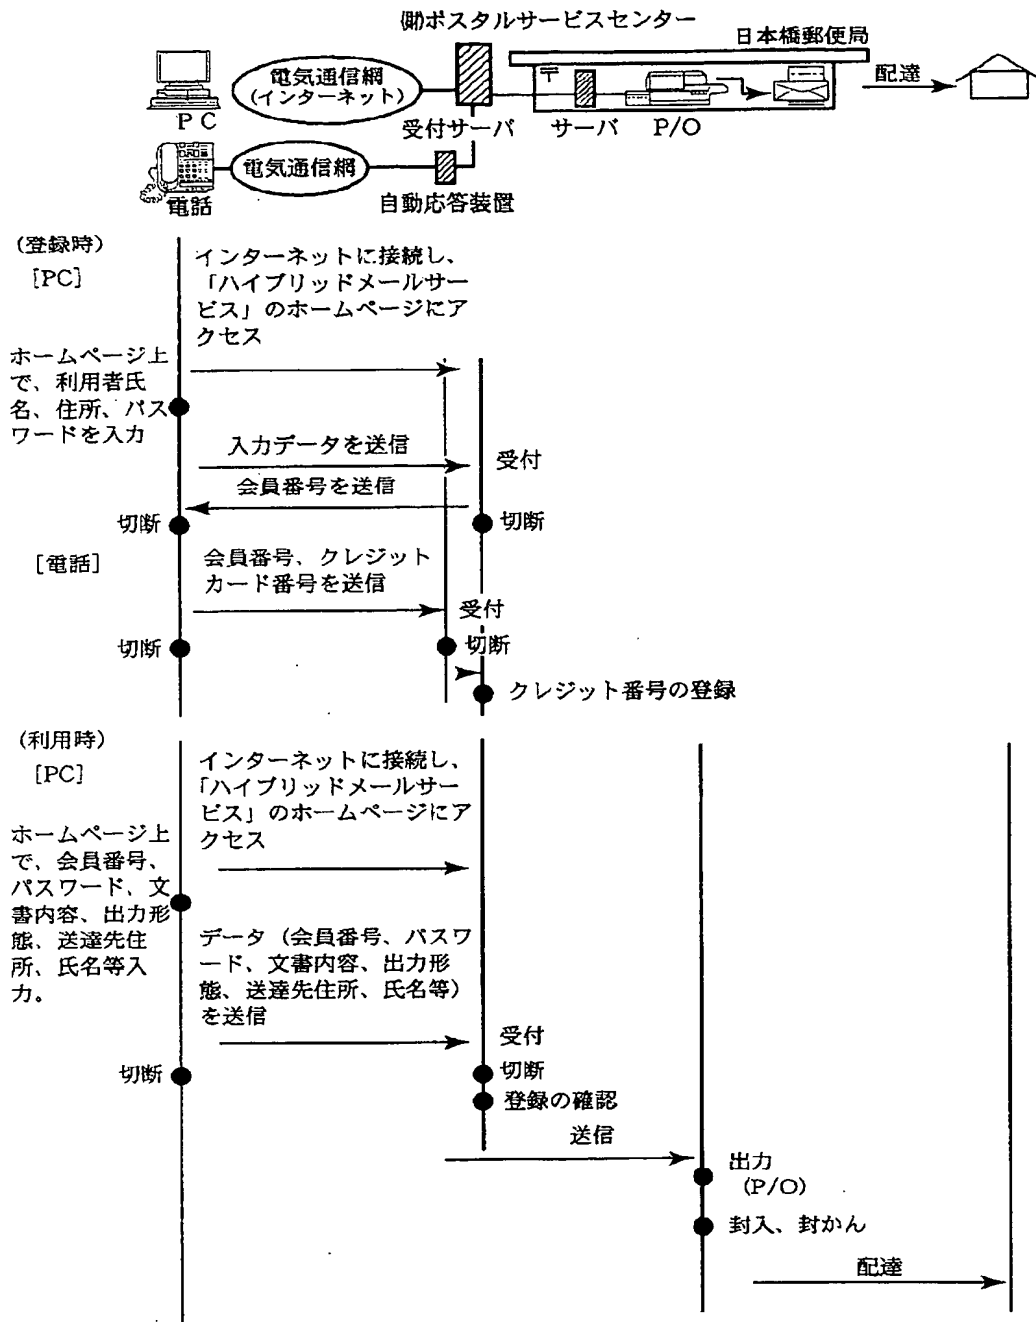 ㈶ポスタルサービスセンター
日本橋郵便局
電気通信網
(インターネット)
〒
配達
PC
受付サーバ
サーバ
P/O
電気通信網
電話
自動応答装置
(登録時)
[PC]
インターネットに接続し、
「ハイブリッドメールサー
ビス」のホームページにア
クセス
ホームページ上
で、利用者氏
名、住所、パス
ワードを入力
入力データを送信
受付
会員番号を送信
切断
切断
[電話]
会員番号、クレジット
カード番号を送信
受付
切断
切断
クレジット番号の登録
(利用時)
[PC]
インターネットに接続し、
「ハイブリッドメールサー
ビス」のホームページにア
クセス
ホームページ上
で、会員番号、
パスワード、文
書内容、出力形
態、送達先住
所、氏名等入
力。
データ(会員番号、パスワ
ード、文書内容、出力形
態、送達先住所、氏名等)
を送信
受付
切断
切断
登録の確認
送信
出力
(P/O)
封入、封かん
配達